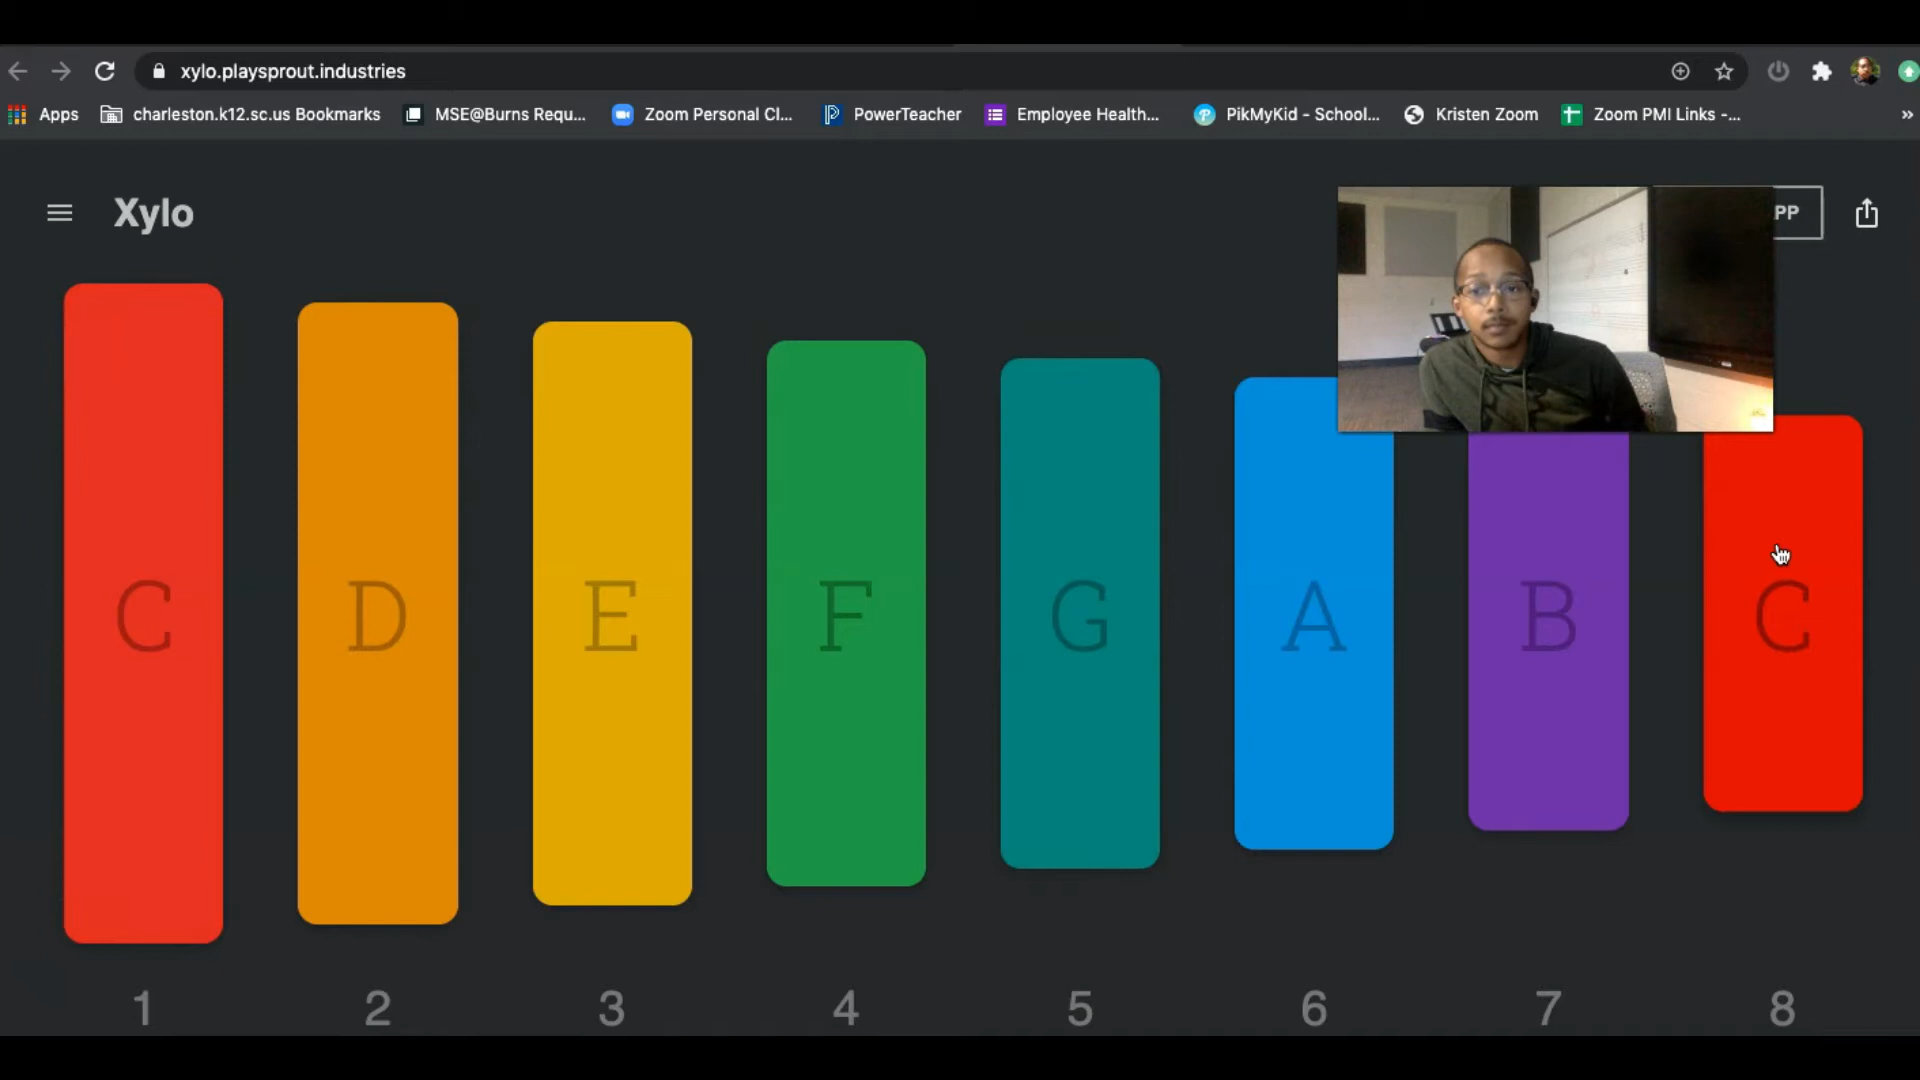 xylo.playsprout.industries
Apps charleston.k12.sc.us Bookmarks MSE@Burns Requ... Zoom Personal Cl... PowerTeacher Employee Health... PikMyKid - School... Kristen Zoom Zoom PMI Links -... »
Xylo PP
C D E F G A B C
1 2 3 4 5 6 7 8